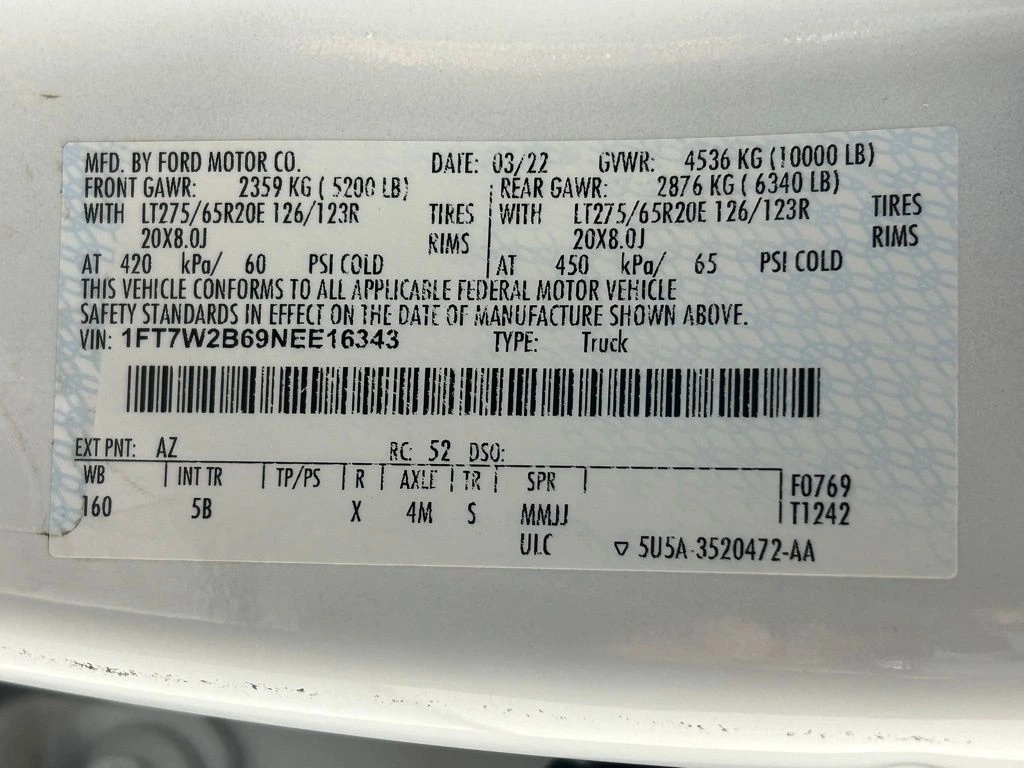 MFD. BY FORD MOTOR CO. DATE: 03/22 GVWR: 4536 KG (10000 LB)
FRONT GAWR: 2359 KG ( 5200 LB) REAR GAWR: 2876 KG ( 6340 LB)
WITH LT275/65R20E 126/123R TIRES WITH LT275/65R20E 126/123R TIRES
20X8.0J RIMS 20X8.0J RIMS
AT 420 kPa/ 60 PSI COLD AT 450 kPa/ 65 PSI COLD
THIS VEHICLE CONFORMS TO ALL APPLICABLE FEDERAL MOTOR VEHICLE
SAFETY STANDARDS IN EFFECT ON THE DATE OF MANUFACTURE SHOWN ABOVE.
VIN: 1FT7W2B69NEE16343 TYPE: Truck
EXT PNT: AZ RC: 52 DSO:
WB INT TR TP/PS R AXLE TR SPR F0769
160 5B X 4M S MMJJ T1242
ULC 5U5A-3520472-AA